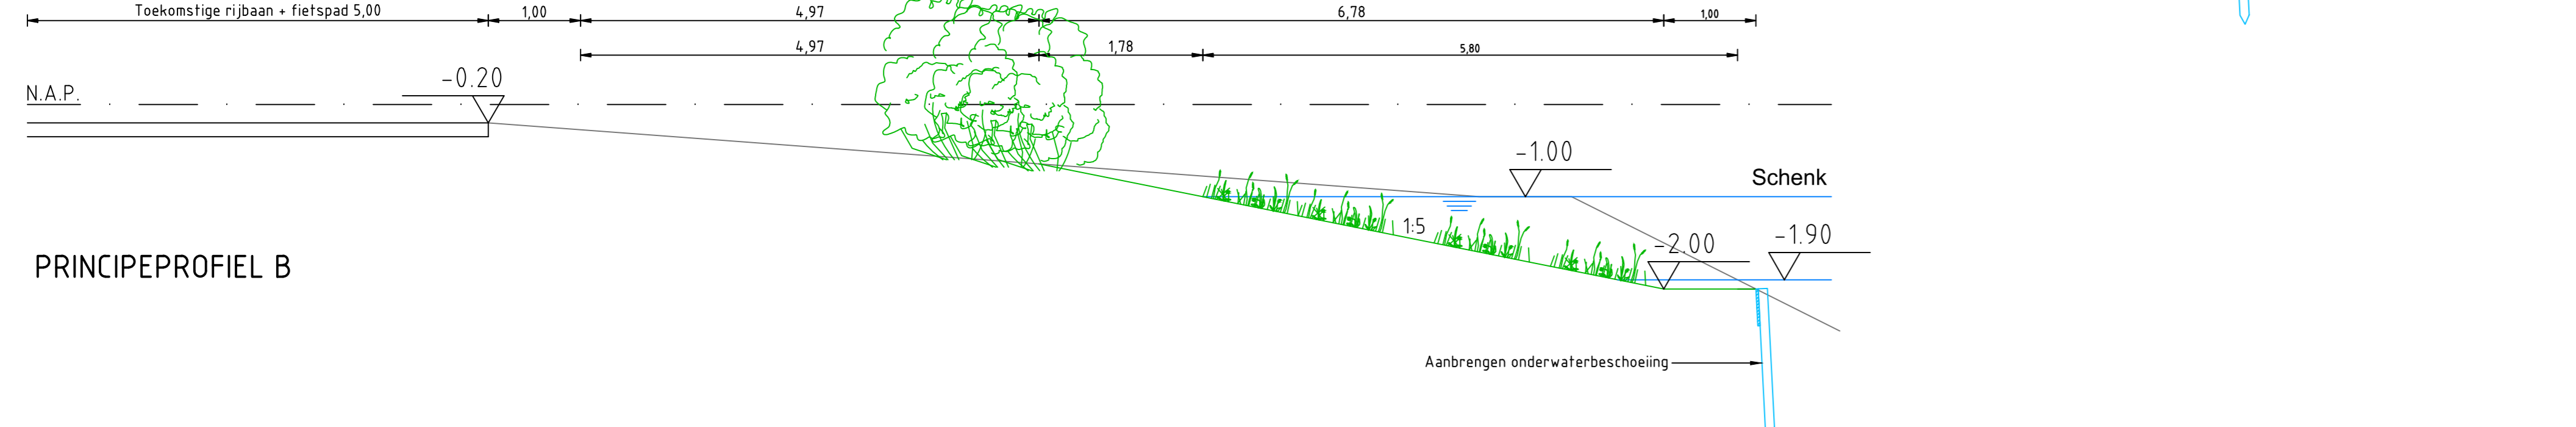 Toekomstige rijbaan + fietspad 5,00
1,00
4,97
6,78
1,00
4,97
1,78
5,80
-0.20
N.A.P.
-1.00
Schenk
1:5
-2.00
-1.90
PRINCIPEPROFIEL B
Aanbrengen onderwaterbeschoeiing